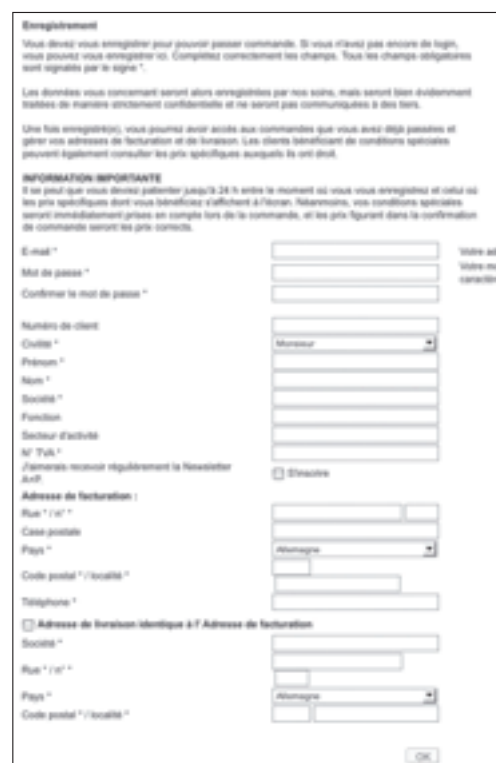 Enregistrement
Vous devez vous enregistrer pour pouvoir passer commande. Si vous n'avez pas encore de login,
vous pouvez vous enregistrer ici. Complétez correctement les champs. Tous les champs obligatoires
sont signalés par le signe *.
Les données vous concernant seront alors enregistrées par nos soins, mais seront bien évidemment
traitées de manière strictement confidentielle et ne seront pas communiquées à des tiers.
Une fois enregistré(e), vous pourrez avoir accès aux commandes que vous avez déjà passées et
gérer vos adresses de facturation et de livraison. Les clients bénéficiant de conditions spéciales
peuvent également consulter les prix spécifiques auxquels ils ont droit.
INFORMATION IMPORTANTE
Il se peut que vous deviez patienter jusqu'à 24 h entre le moment où vous vous enregistrez et celui où
les prix spécifiques dont vous bénéficiez s'affichent à l'écran. Néanmoins, vos conditions spéciales
seront immédiatement prises en compte lors de la commande, et les prix figurant dans la confirmation
de commande seront les prix corrects.
E-mail * Votre ad
Mot de passe * Votre mo
caractère
Confirmer le mot de passe *
Numéro de client
Civilité * Monsieur
Prénom *
Nom *
Société *
Fonction
Secteur d'activité
N° TVA *
J'aimerais recevoir régulièrement la Newsletter
A+P. S'inscrire
Adresse de facturation :
Rue * / n° *
Case postale
Pays * Allemagne
Code postal * / localité *
Téléphone *
Adresse de livraison identique à l' Adresse de facturation
Société *
Rue * / n° *
Pays * Allemagne
Code postal * / localité *
OK